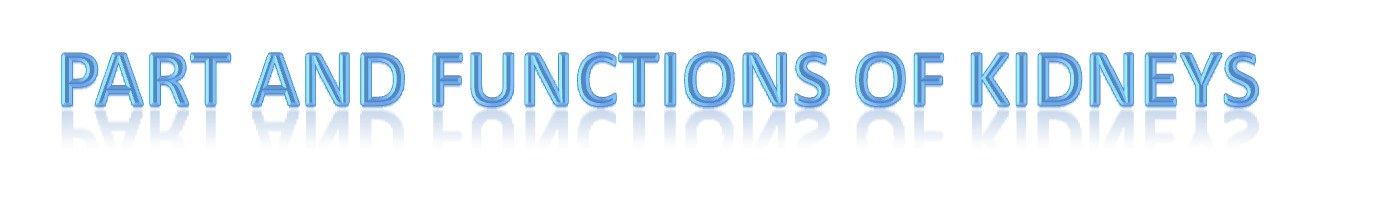 PART AND FUNCTIONS OF KIDNEYS